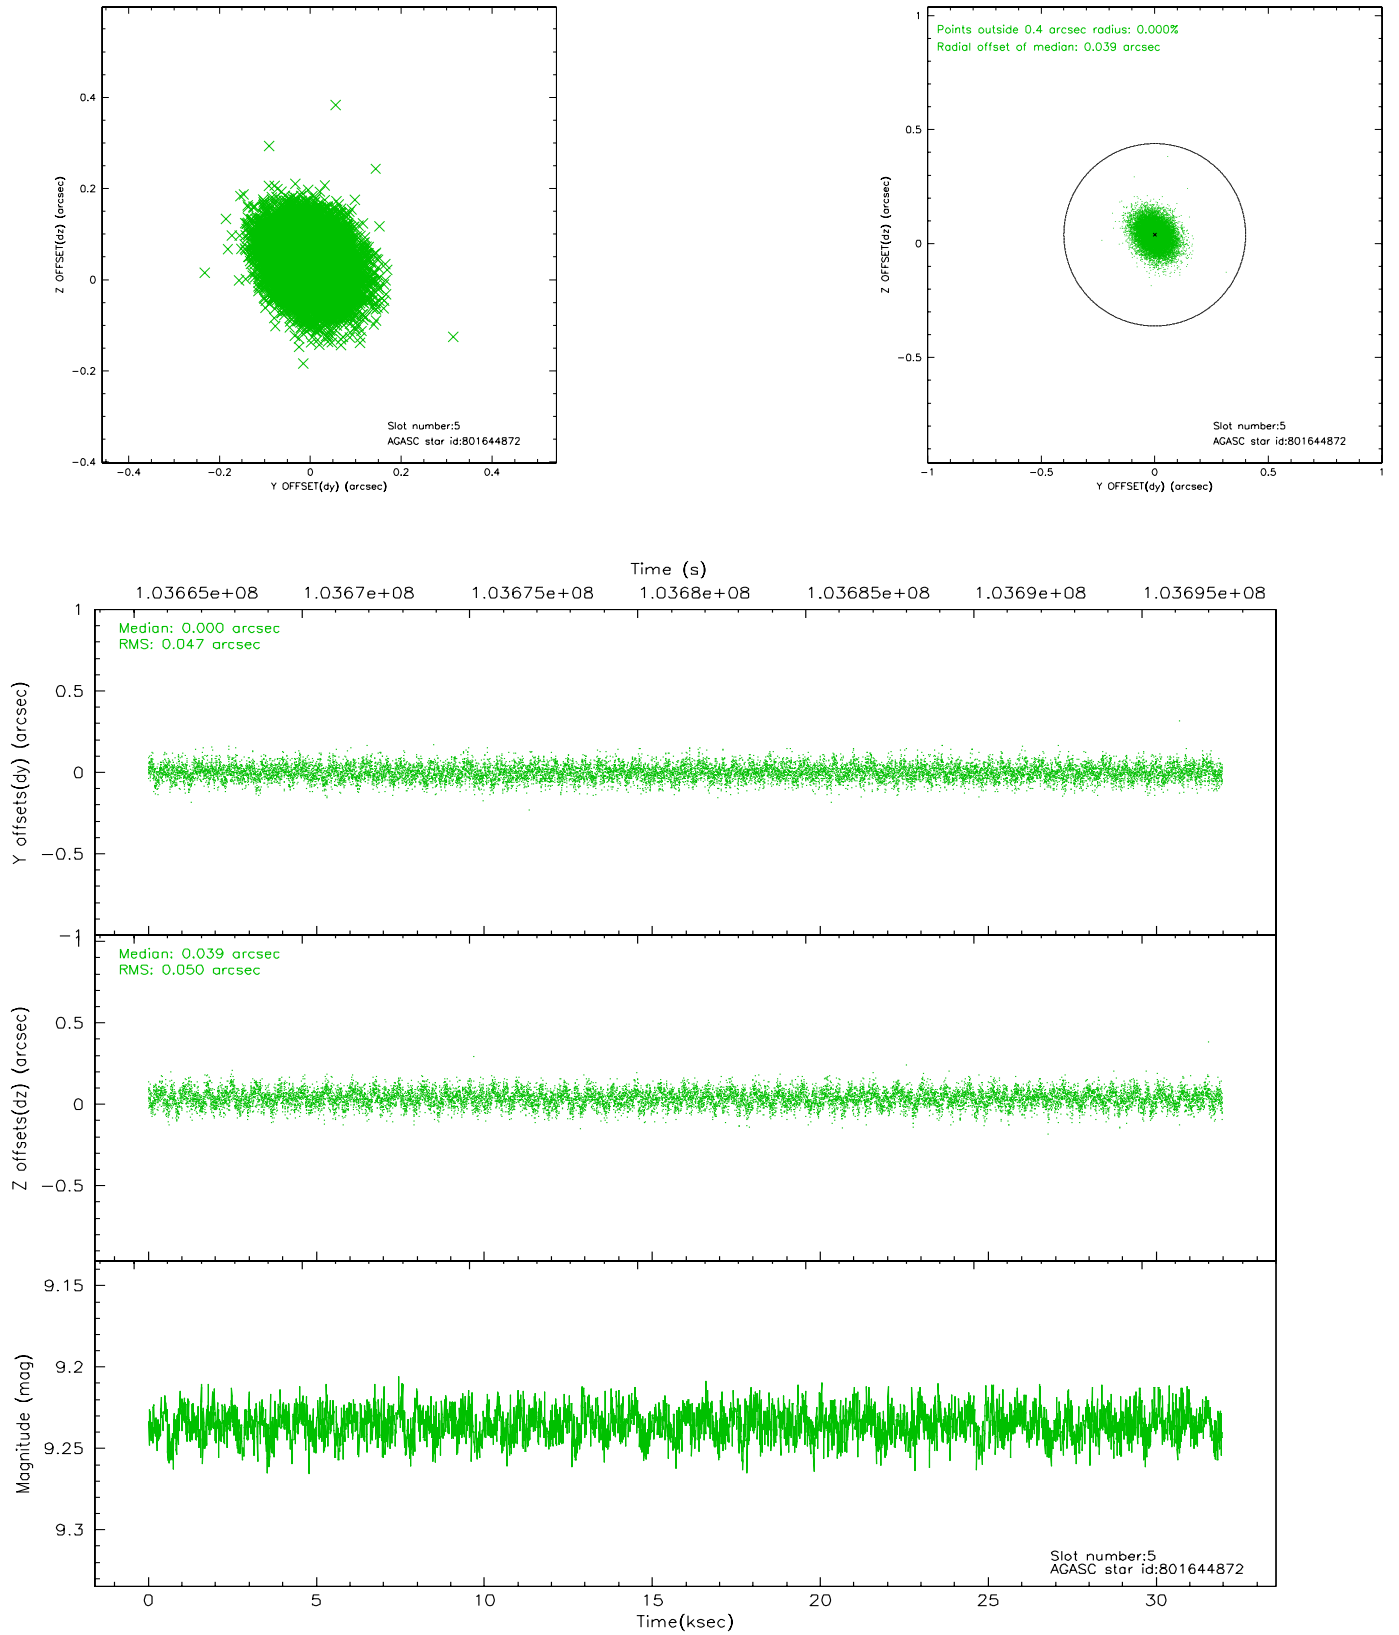 0.4
0.2
0
-0.2
-0.4
Z OFFSET(dz) (arcsec)
Slot number:5
AGASC star id:801644872
-0.4 -0.2 0 0.2 0.4
Y OFFSET(dy) (arcsec)
1
0.5
0
-0.5
Z OFFSET(dz) (arcsec)
Points outside 0.4 arcsec radius: 0.000%
Radial offset of median: 0.039 arcsec
Slot number:5
AGASC star id:801644872
-1 -0.5 0 0.5 1
Y OFFSET(dy) (arcsec)
Time (s)
1.03665e+08 1.0367e+08 1.03675e+08 1.0368e+08 1.03685e+08 1.0369e+08 1.03695e+08
1
0.5
0
-0.5
-1
Y offsets(dy) (arcsec)
Median: 0.000 arcsec
RMS: 0.047 arcsec
1
0.5
0
-0.5
Z offsets(dz) (arcsec)
Median: 0.039 arcsec
RMS: 0.050 arcsec
9.15
9.2
9.25
9.3
Magnitude (mag)
Slot number:5
AGASC star id:801644872
0 5 10 15 20 25 30
Time(ksec)